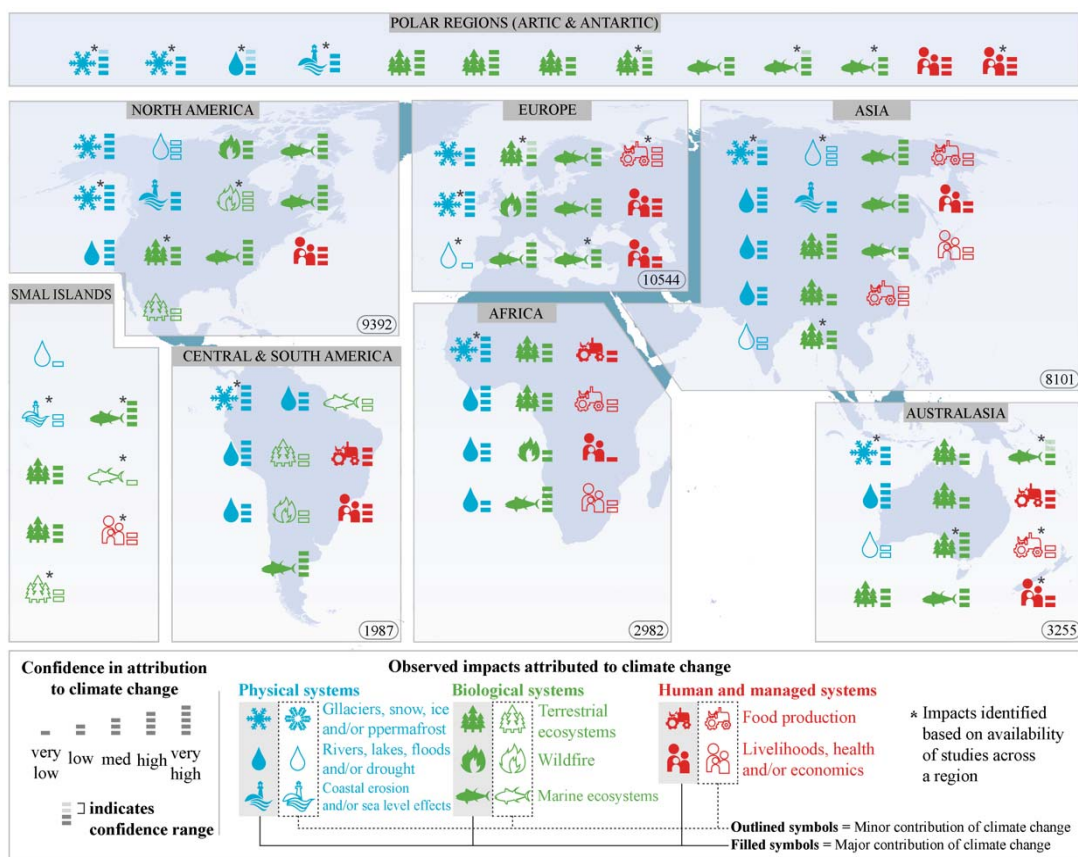 POLAR REGIONS (ARTIC & ANTARTIC)
* * * * * * * *
NORTH AMERICA
* * * *
9392
EUROPE
* * * * *
10544
ASIA
* * *
8101
SMAL ISLANDS
* * * * *
CENTRAL & SOUTH AMERICA
*
1987
AFRICA
*
2982
AUSTRALASIA
* * * * *
3255
Confidence in attribution
to climate change
very
low
low
med
high
very
high
indicates
confidence range
Observed impacts attributed to climate change
Physical systems
Gllaciers, snow, ice
and/or ppermafrost
Rivers, lakes, floods
and/or drought
Coastal erosion
and/or sea level effects
Biological systems
Terrestrial
ecosystems
Wildfire
Marine ecosystems
Human and managed systems
Food production
Livelihoods, health
and/or economics
* Impacts identified
based on availability
of studies across
a region
Outlined symbols = Minor contribution of climate change
Filled symbols = Major contribution of climate change